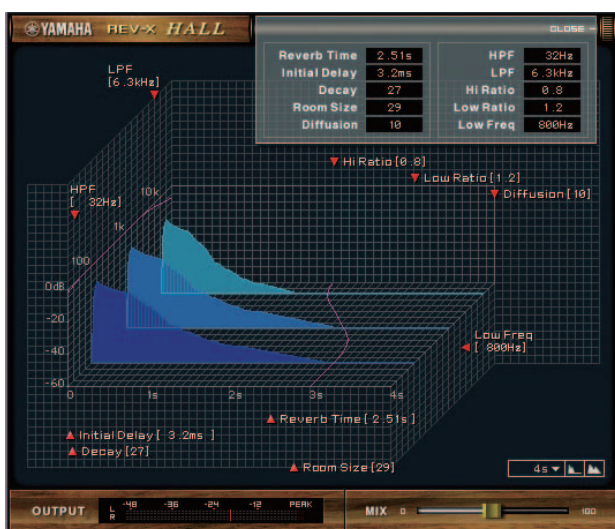 YAMAHA REV-X HALL
CLOSE
Reverb Time 2.51s HPF 32Hz
Initial Delay 3.2ms LPF 6.3kHz
Decay 27 Hi Ratio 0.8
Room Size 29 Low Ratio 1.2
Diffusion 10 Low Freq 800Hz
LPF
[6.3kHz]
Hi Ratio[0.8]
Low Ratio[1.2]
Diffusion[10]
HPF
[ 32Hz]
10k
1k
100
0dB
-20
-40
-60
Low Freq
[ 800Hz]
0 1s 2s 3s 4s
Reverb Time[2.51s ]
Initial Delay[ 3.2ms ]
Decay[27]
Room Size[29]
4s
OUTPUT L R -48 -36 -24 -12 PEAK MIX 0 100